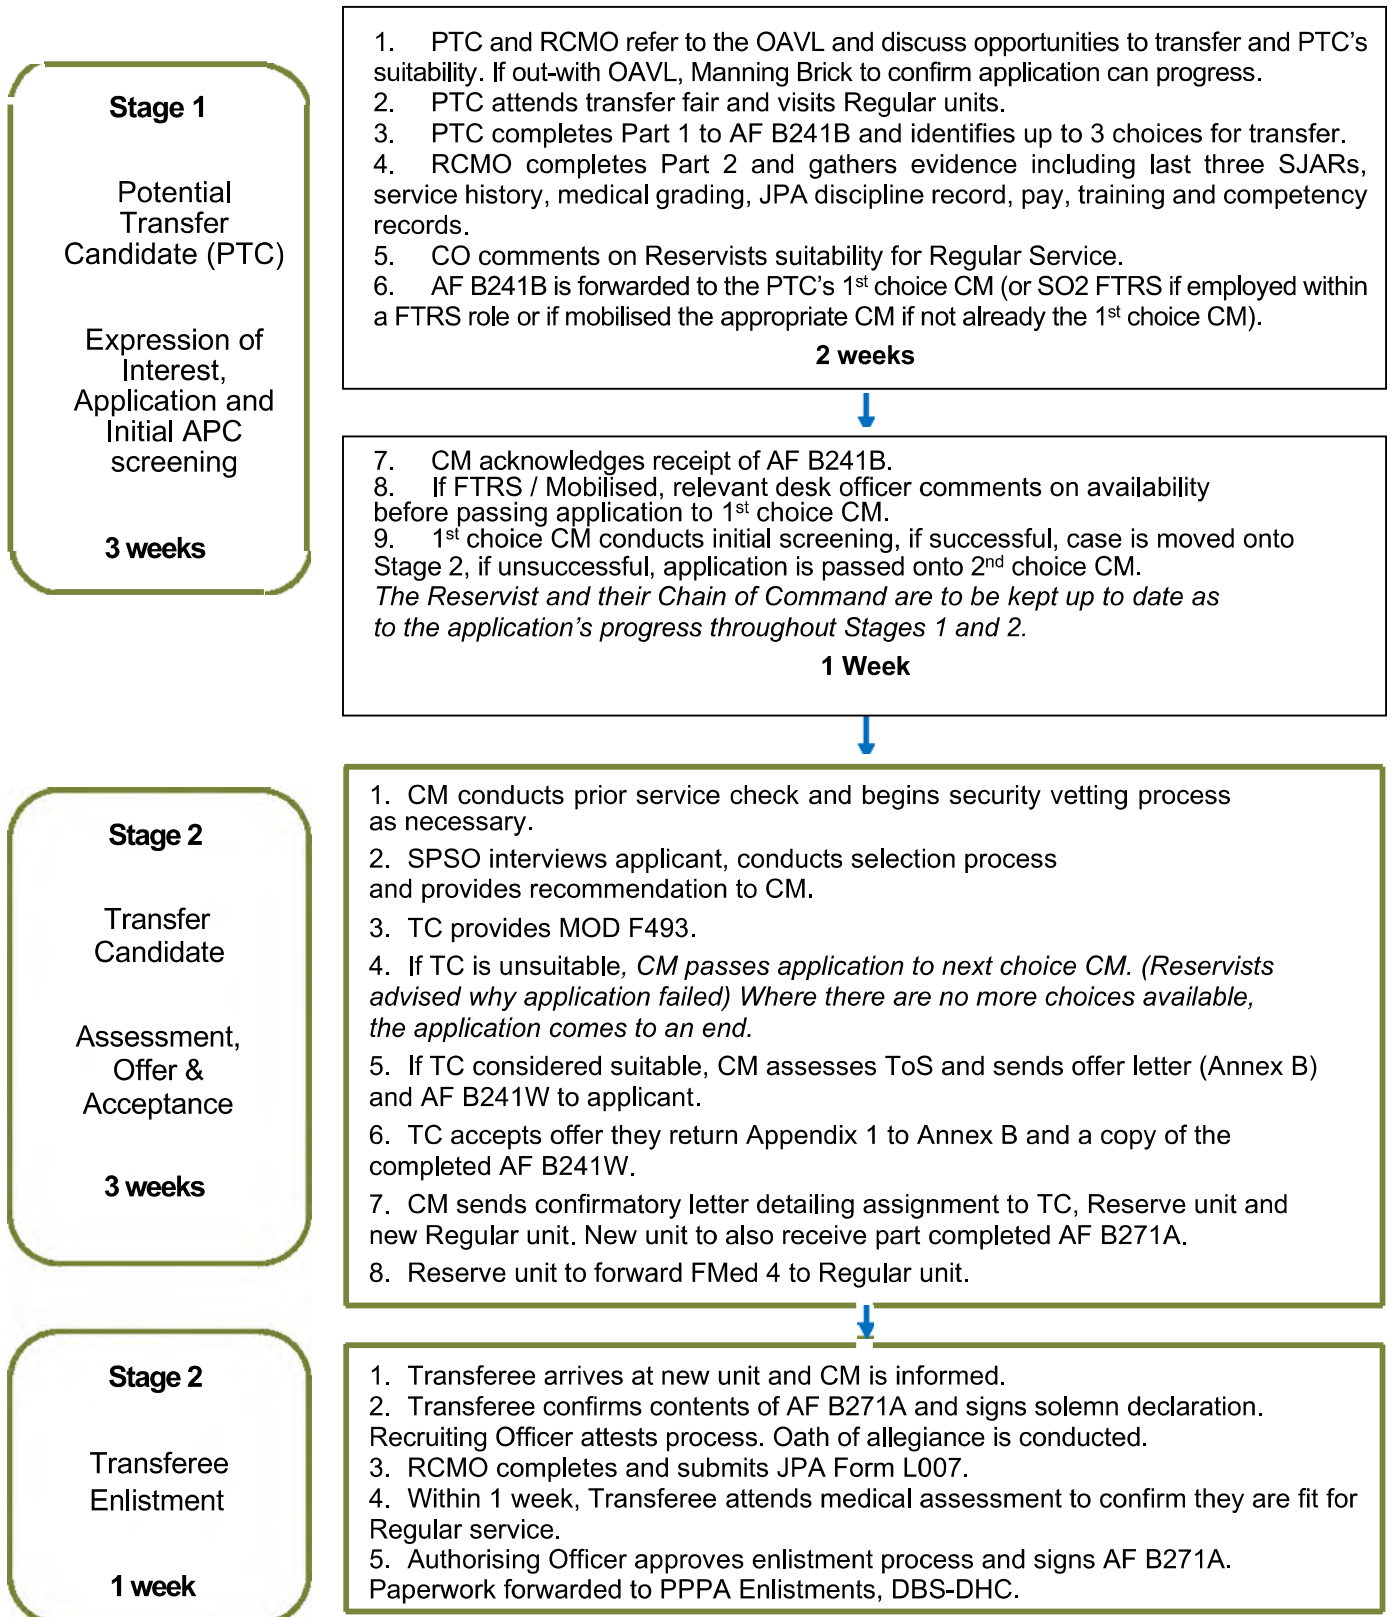 Stage 1
Potential
Transfer
Candidate (PTC)
Expression of
Interest,
Application and
Initial APC
screening
3 weeks
1. PTC and RCMO refer to the OAVL and discuss opportunities to transfer and PTC's
suitability. If out-with OAVL, Manning Brick to confirm application can progress.
2. PTC attends transfer fair and visits Regular units.
3. PTC completes Part 1 to AF B241B and identifies up to 3 choices for transfer.
4. RCMO completes Part 2 and gathers evidence including last three SJARs,
service history, medical grading, JPA discipline record, pay, training and competency
records.
5. CO comments on Reservists suitability for Regular Service.
6. AF B241B is forwarded to the PTC's 1st choice CM (or SO2 FTRS if employed within
a FTRS role or if mobilised the appropriate CM if not already the 1st choice CM).
2 weeks
7. CM acknowledges receipt of AF B241B.
8. If FTRS / Mobilised, relevant desk officer comments on availability
before passing application to 1st choice CM.
9. 1st choice CM conducts initial screening, if successful, case is moved onto
Stage 2, if unsuccessful, application is passed onto 2nd choice CM.
The Reservist and their Chain of Command are to be kept up to date as
to the application's progress throughout Stages 1 and 2.
1 Week
Stage 2
Transfer
Candidate
Assessment,
Offer &
Acceptance
3 weeks
1. CM conducts prior service check and begins security vetting process
as necessary.
2. SPSO interviews applicant, conducts selection process
and provides recommendation to CM.
3. TC provides MOD F493.
4. If TC is unsuitable, CM passes application to next choice CM. (Reservists
advised why application failed) Where there are no more choices available,
the application comes to an end.
5. If TC considered suitable, CM assesses ToS and sends offer letter (Annex B)
and AF B241W to applicant.
6. TC accepts offer they return Appendix 1 to Annex B and a copy of the
completed AF B241W.
7. CM sends confirmatory letter detailing assignment to TC, Reserve unit and
new Regular unit. New unit to also receive part completed AF B271A.
8. Reserve unit to forward FMed 4 to Regular unit.
Stage 2
Transferee
Enlistment
1 week
1. Transferee arrives at new unit and CM is informed.
2. Transferee confirms contents of AF B271A and signs solemn declaration.
Recruiting Officer attests process. Oath of allegiance is conducted.
3. RCMO completes and submits JPA Form L007.
4. Within 1 week, Transferee attends medical assessment to confirm they are fit for
Regular service.
5. Authorising Officer approves enlistment process and signs AF B271A.
Paperwork forwarded to PPPA Enlistments, DBS-DHC.